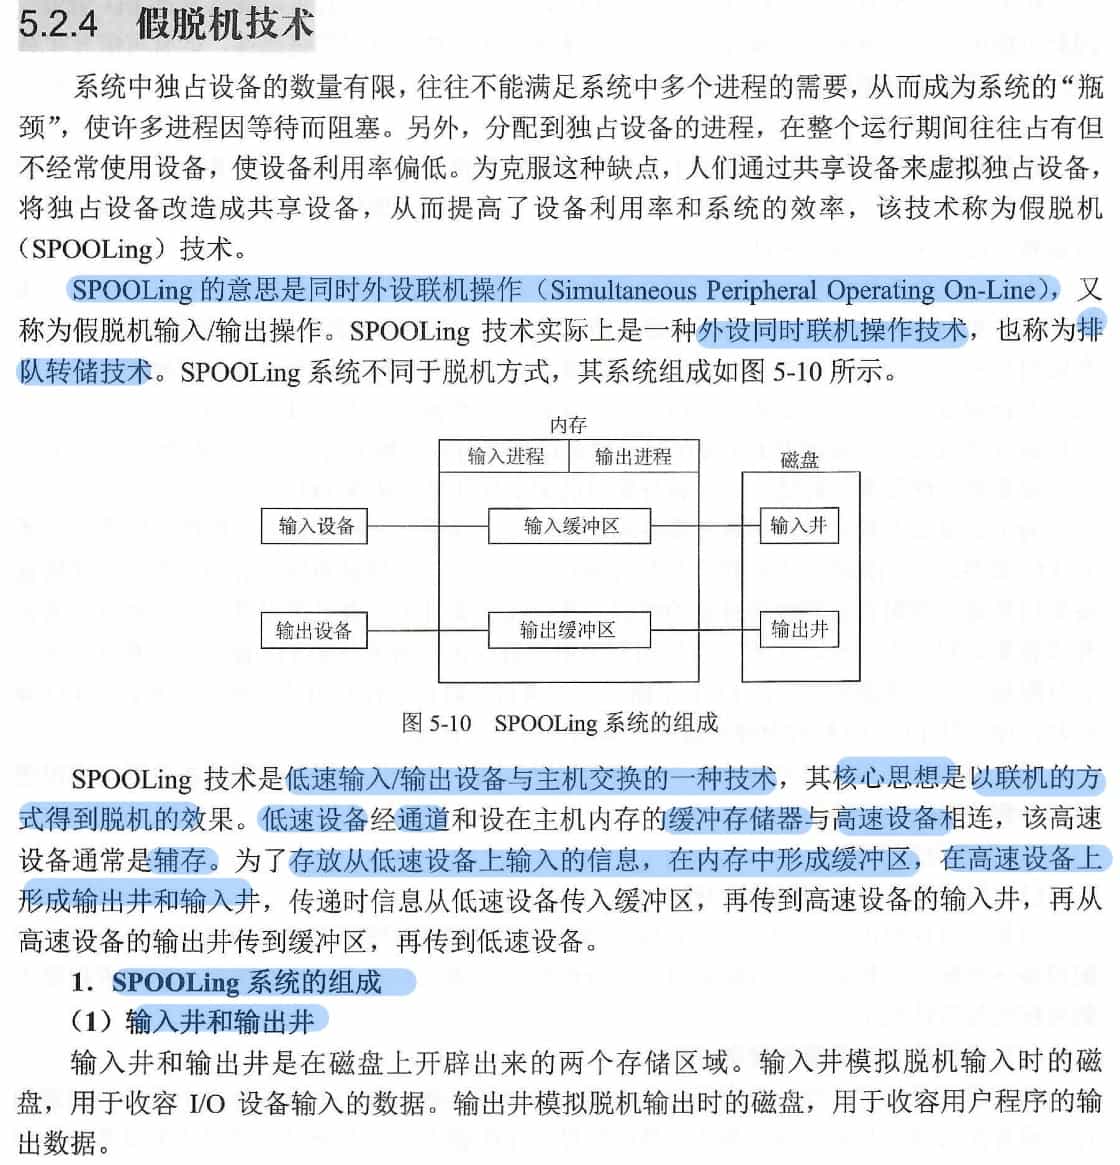 5.2.4 假脱机技术
系统中独占设备的数量有限，往往不能满足系统中多个进程的需要，从而成为系统的“瓶
颈”，使许多进程因等待而阻塞。另外，分配到独占设备的进程，在整个运行期间往往占有但
不经常使用设备，使设备利用率偏低。为克服这种缺点，人们通过共享设备来虚拟独占设备，
将独占设备改造成共享设备，从而提高了设备利用率和系统的效率，该技术称为假脱机
（SPOOLing）技术。
SPOOLing 的意思是同时外设联机操作（Simultaneous Peripheral Operating On-Line），又
称为假脱机输入/输出操作。SPOOLing 技术实际上是一种外设同时联机操作技术，也称为排
队转储技术。SPOOLing 系统不同于脱机方式，其系统组成如图 5-10 所示。
内存
输入进程 输出进程
磁盘
输入设备 输入缓冲区 输入井
输出设备 输出缓冲区 输出井
图 5-10 SPOOLing 系统的组成
SPOOLing 技术是低速输入/输出设备与主机交换的一种技术，其核心思想是以联机的方
式得到脱机的效果。低速设备经通道和设在主机内存的缓冲存储器与高速设备相连，该高速
设备通常是辅存。为了存放从低速设备上输入的信息，在内存中形成缓冲区，在高速设备上
形成输出井和输入井，传递时信息从低速设备传入缓冲区，再传到高速设备的输入井，再从
高速设备的输出井传到缓冲区，再传到低速设备。
1. SPOOLing 系统的组成
（1）输入井和输出井
输入井和输出井是在磁盘上开辟出来的两个存储区域。输入井模拟脱机输入时的磁
盘，用于收容 I/O 设备输入的数据。输出井模拟脱机输出时的磁盘，用于收容用户程序的输
出数据。